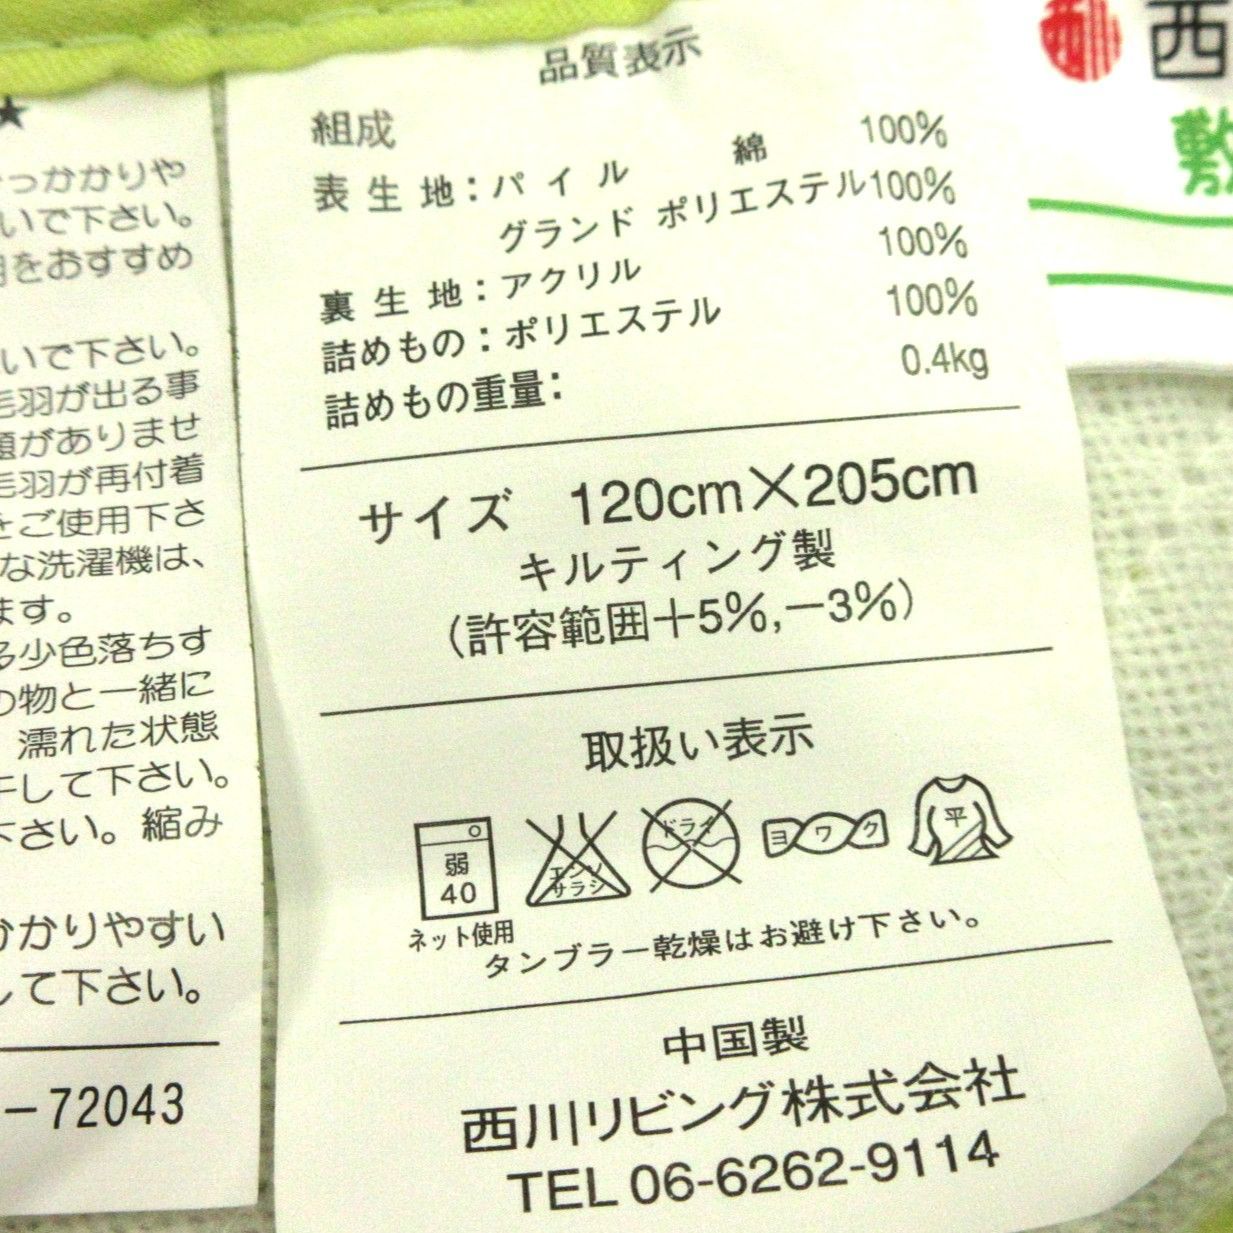 ★
っかかりや
いで下さい。
をおすすめ
いで下さい。
毛羽が出る事
題がありませ
毛羽が再付着
をご使用下さ
な洗濯機は、
ます。
多少色落ちす
の物と一緒に
濡れた状態
干して下さい。
下さい。縮み
かかりやすい
して下さい。
-72043
品質表示
組成
表生地：パイル 綿 100%
グランド ポリエステル100%
裏生地：アクリル 100%
詰めもの：ポリエステル 100%
詰めもの重量： 0.4kg
サイズ 120cm×205cm
キルティング製
(許容範囲+5%,-3%)
取扱い表示
弱
40
エンソ
サラシ
ドライ
ヨワク
平
ネット使用
タンブラー乾燥はお避け下さい。
中国製
西川リビング株式会社
TEL 06-6262-9114
西川
西
敷